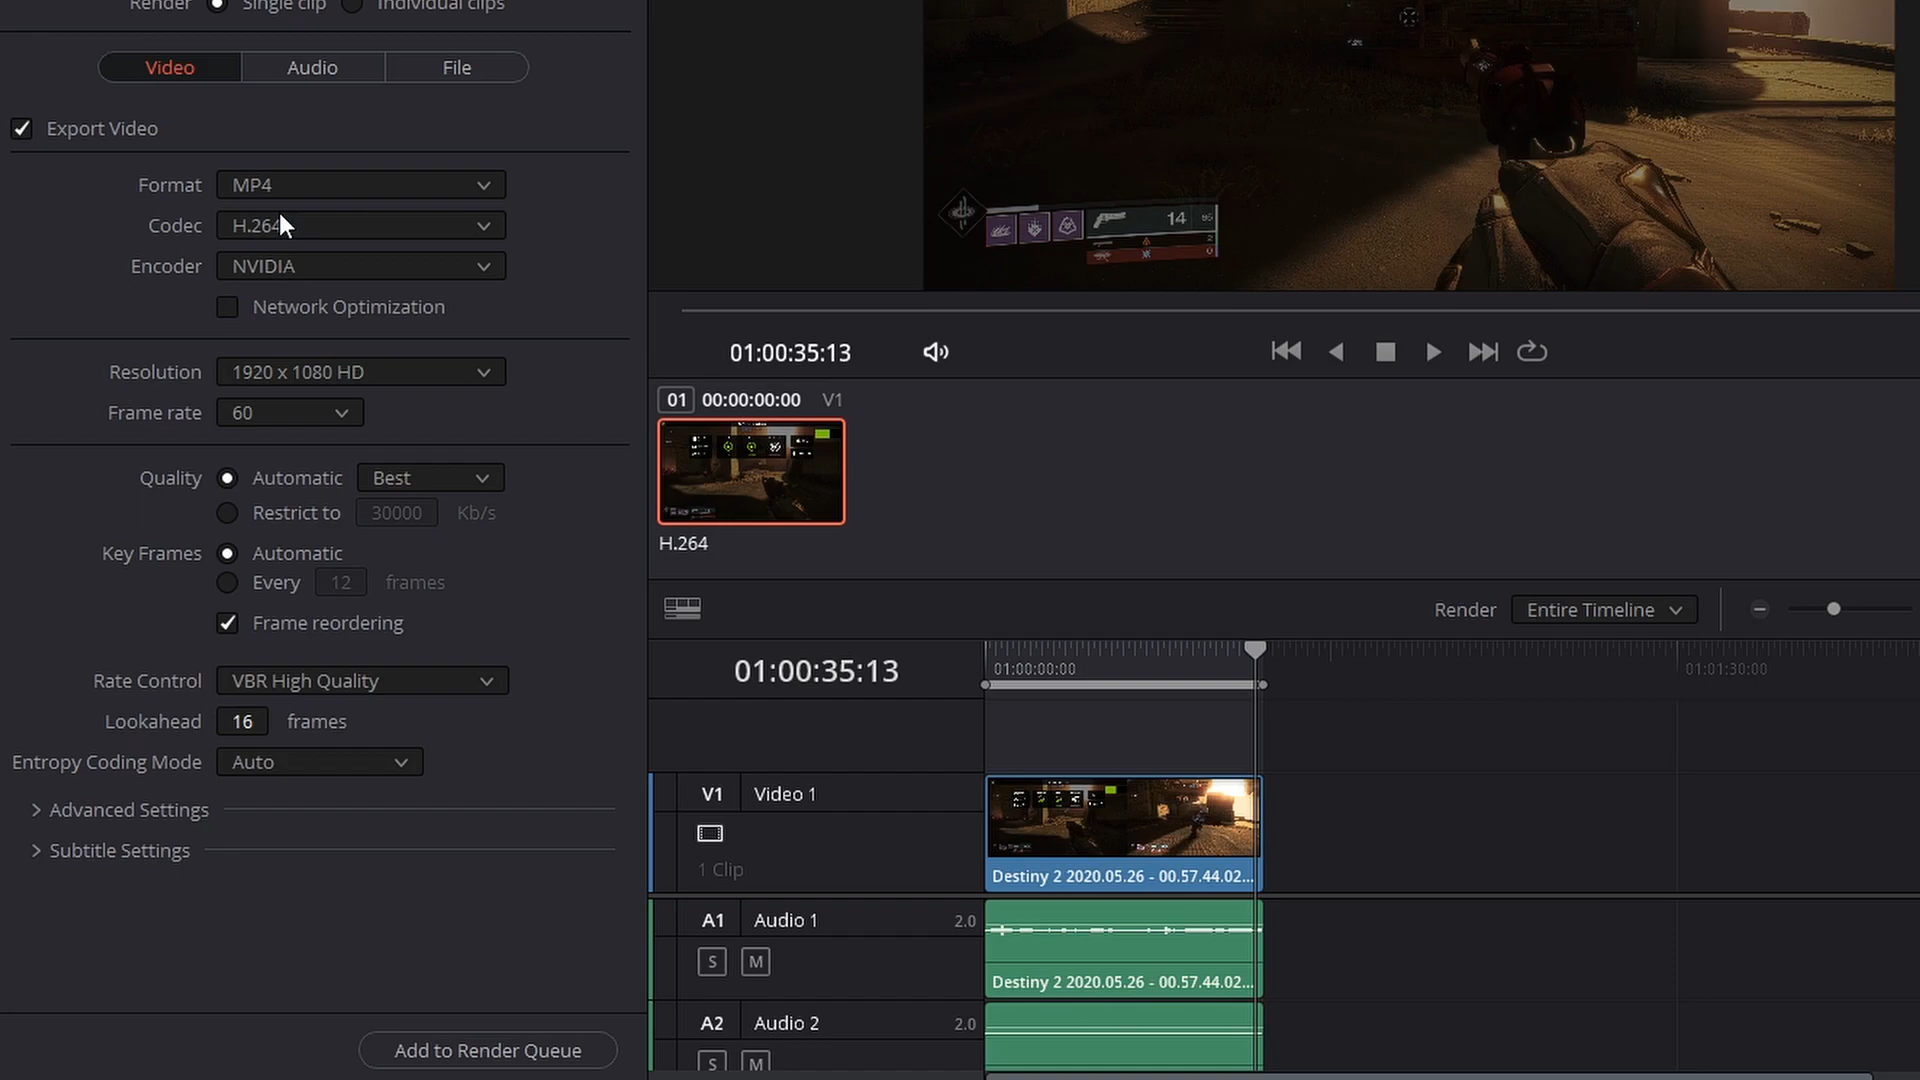 Render Single clip Individual clips
Video Audio File
Export Video
Format MP4
Codec H.264
Encoder NVIDIA
Network Optimization
Resolution 1920 x 1080 HD
Frame rate 60
Quality Automatic Best
Restrict to 30000 Kb/s
Key Frames Automatic
Every 12 frames
Frame reordering
Rate Control VBR High Quality
Lookahead 16 frames
Entropy Coding Mode Auto
Advanced Settings
Subtitle Settings
Add to Render Queue
14
01:00:35:13
01 00:00:00:00 V1
H.264
Render Entire Timeline
01:00:35:13
01:00:00:00
01:01:30:00
V1 Video 1
1 Clip
Destiny 2 2020.05.26 - 00.57.44.02...
A1 Audio 1 2.0
S M
Destiny 2 2020.05.26 - 00.57.44.02...
A2 Audio 2 2.0
S M